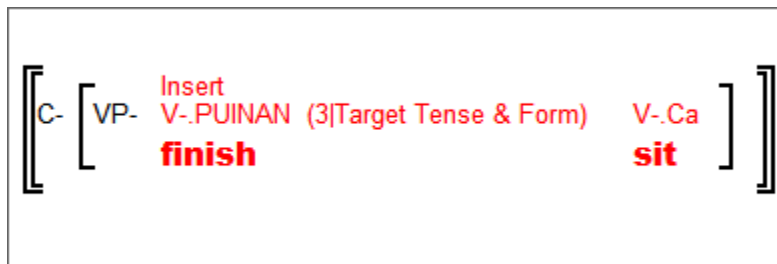 Insert
C- VP- V-.PUINAN (3|Target Tense & Form) V-.Ca
finish sit